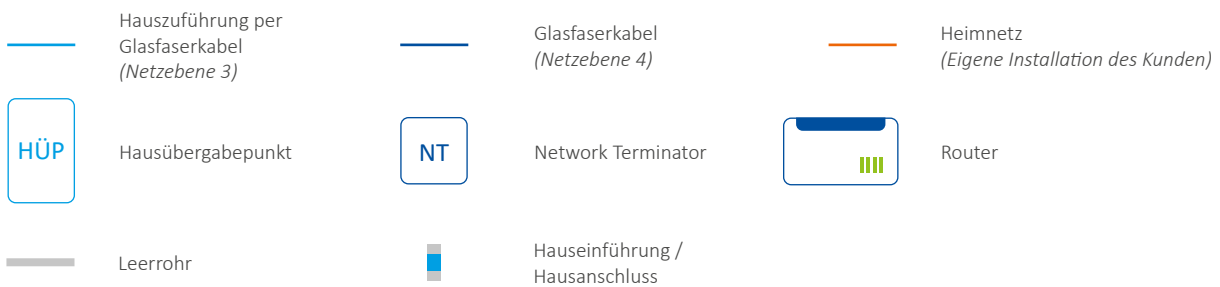 Hauszuführung per
Glasfaserkabel
(Netzebene 3)
Glasfaserkabel
(Netzebene 4)
Heimnetz
(Eigene Installation des Kunden)
HÜP
Hausübergabepunkt
NT
Network Terminator
Router
Leerrohr
Hauseinführung /
Hausanschluss